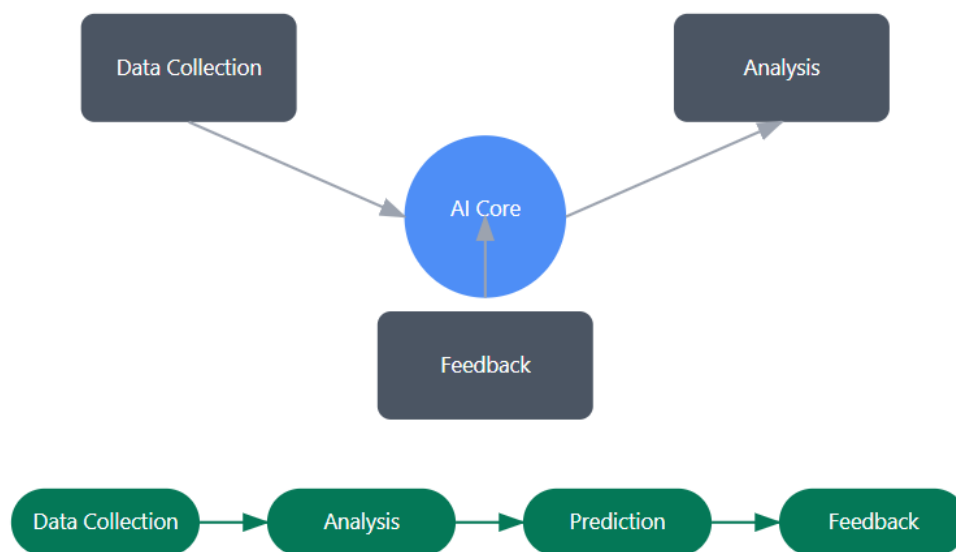 Data Collection
Analysis
AI Core
Feedback
Data Collection
Analysis
Prediction
Feedback